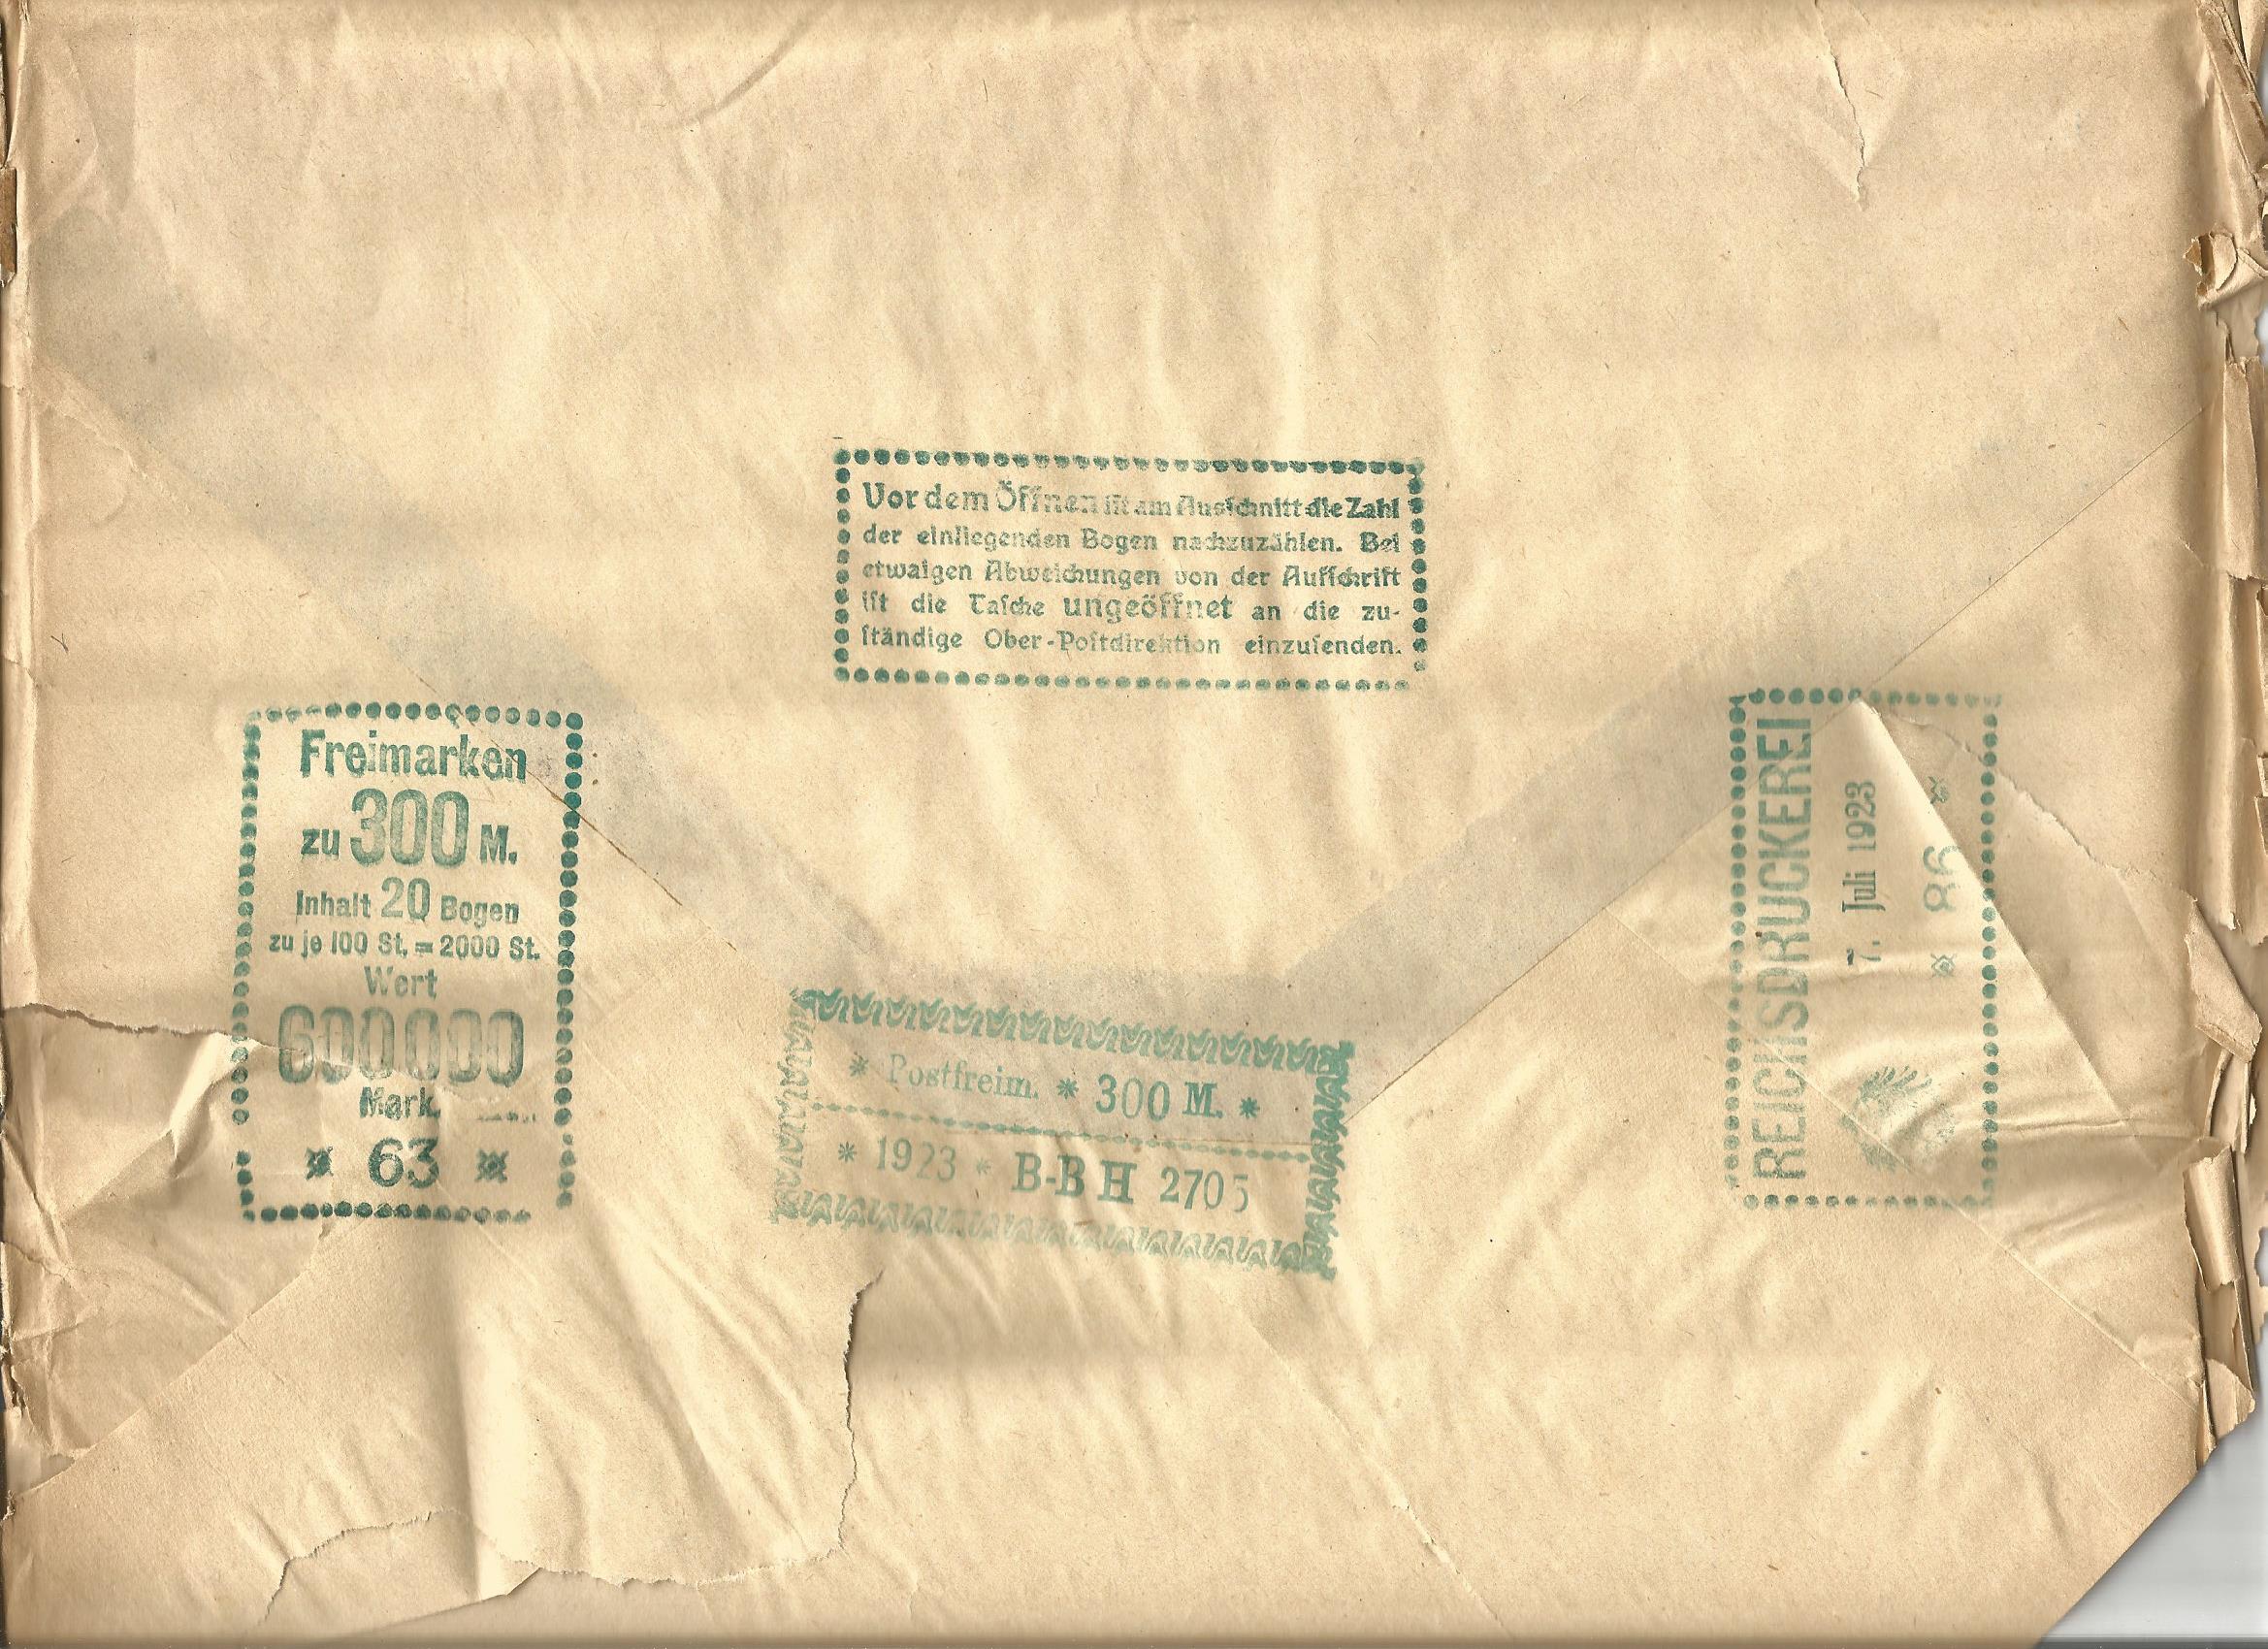 Vor dem Öffnen iſt am Ausſchnitt die Zahl
der einliegenden Bogen nachzuzählen. Bei
etwaigen Abweichungen von der Aufſchrift
iſt die Taſche ungeöffnet an die zu-
ſtändige Ober-Poſtdirektion einzuſenden.
Freimarken
zu 300 M.
Inhalt 20 Bogen
zu je 100 St. = 2000 St.
Wert
600000
Mark.
* 63 *
* Postfreim. * 300 M. *
* 1923 * B-B H 2705
REICHSDRUCKEREI
7. Juli 1923
* 86 *